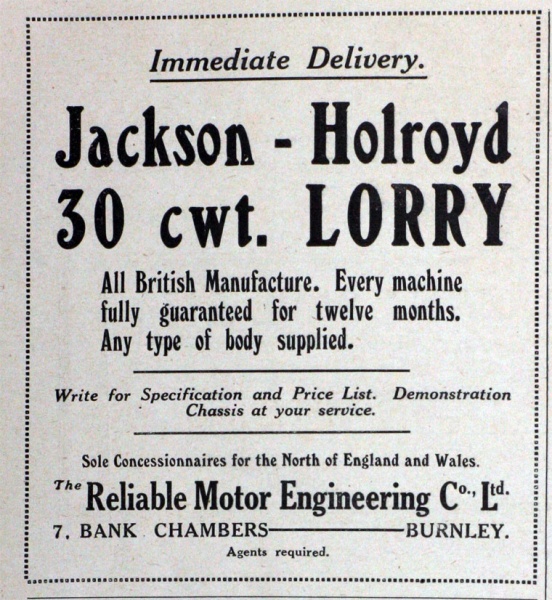 Immediate Delivery.
Jackson - Holroyd
30 cwt. LORRY
All British Manufacture. Every machine
fully guaranteed for twelve months.
Any type of body supplied.
Write for Specification and Price List. Demonstration
Chassis at your service.
Sole Concessionnaires for the North of England and Wales.
The Reliable Motor Engineering Co., Ltd.
7, BANK CHAMBERS——BURNLEY.
Agents required.